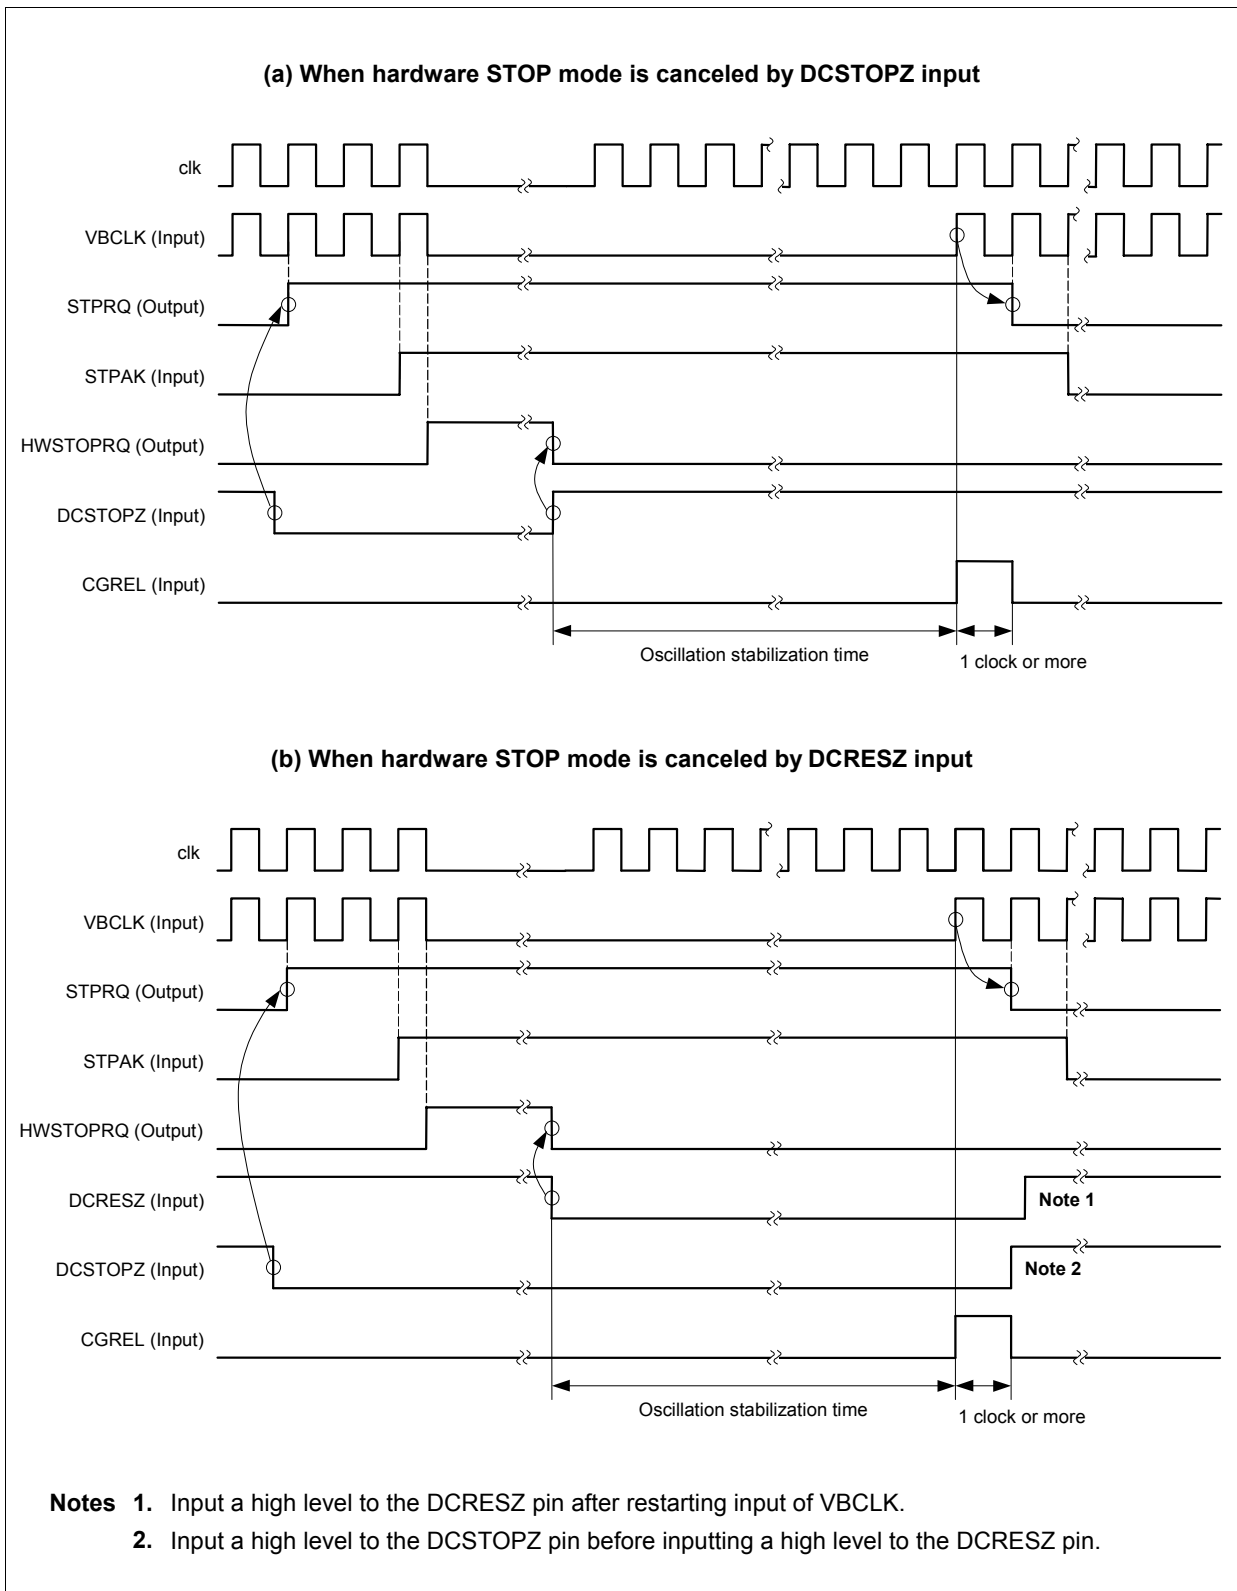 (a) When hardware STOP mode is canceled by DCSTOPZ input
clk
VBCLK (Input)
STPRQ (Output)
STPAK (Input)
HWSTOPRQ (Output)
DCSTOPZ (Input)
CGREL (Input)
Oscillation stabilization time
1 clock or more
(b) When hardware STOP mode is canceled by DCRESZ input
clk
VBCLK (Input)
STPRQ (Output)
STPAK (Input)
HWSTOPRQ (Output)
DCRESZ (Input)
Note 1
DCSTOPZ (Input)
Note 2
CGREL (Input)
Oscillation stabilization time
1 clock or more
Notes 1. Input a high level to the DCRESZ pin after restarting input of VBCLK.
2. Input a high level to the DCSTOPZ pin before inputting a high level to the DCRESZ pin.